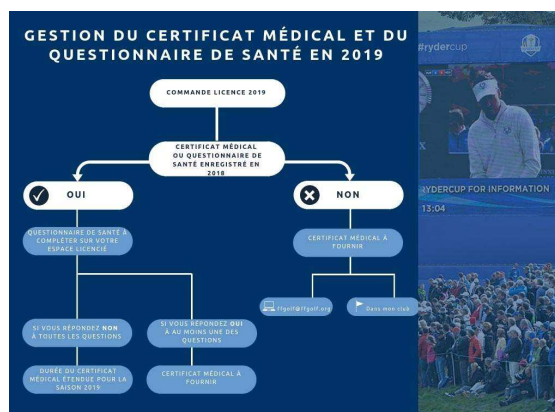 GESTION DU CERTIFICAT MÉDICAL ET DU
QUESTIONNAIRE DE SANTÉ EN 2019
#rydercup
COMMANDE LICENCE 2019
CERTIFICAT MÉDICAL
OU QUESTIONNAIRE DE
SANTÉ ENREGISTRÉ EN
2018
OUI
NON
RYDERCUP FOR INFORMATION
13:04
QUESTIONNAIRE DE SANTÉ À
COMPLÉTER SUR VOTRE
ESPACE LICENCIÉ
CERTIFICAT MÉDICAL À
FOURNIR
ffgolf@ffgolf.org
Dans mon club
SI VOUS RÉPONDEZ NON
À TOUTES LES QUESTIONS
SI VOUS RÉPONDEZ OUI
À AU MOINS UNE DES
QUESTIONS
DURÉE DU CERTIFICAT
MÉDICAL ÉTENDUE POUR LA
SAISON 2019
CERTIFICAT MÉDICAL À
FOURNIR